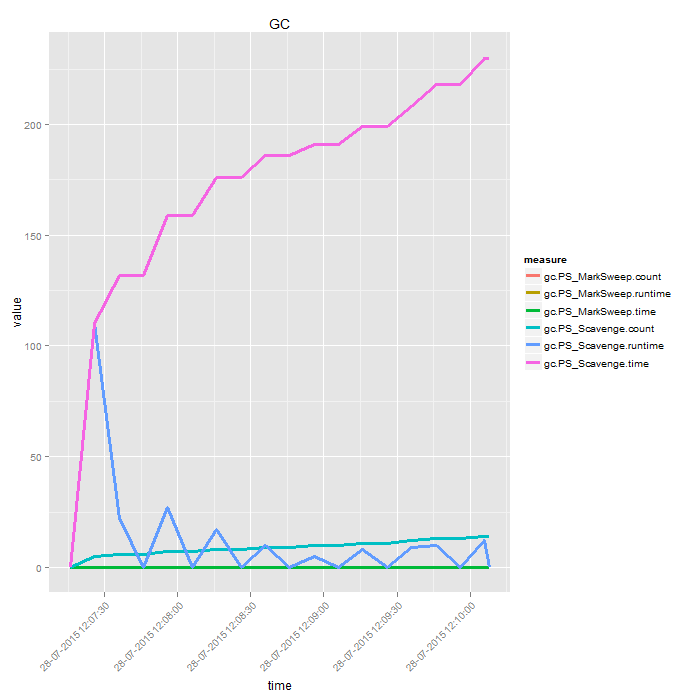 GC
200
150
100
50
0
value
28-07-2015 12:07:30
28-07-2015 12:08:00
28-07-2015 12:08:30
28-07-2015 12:09:00
28-07-2015 12:09:30
28-07-2015 12:10:00
time
measure
gc.PS_MarkSweep.count
gc.PS_MarkSweep.runtime
gc.PS_MarkSweep.time
gc.PS_Scavenge.count
gc.PS_Scavenge.runtime
gc.PS_Scavenge.time